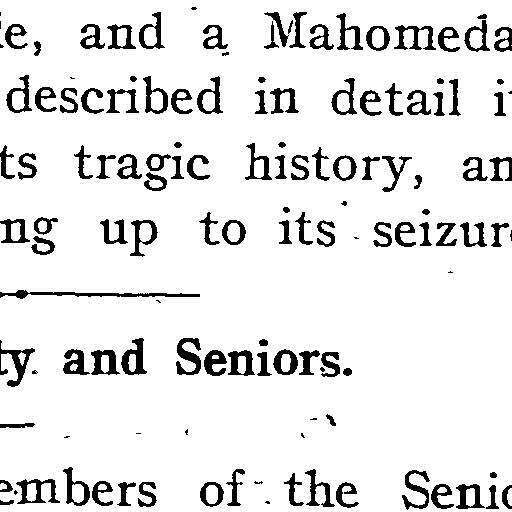 ie, and a Mahomeda
described in detail i
ts tragic history, an
ng up to its seizur
ty and Seniors.
embers of the Senio